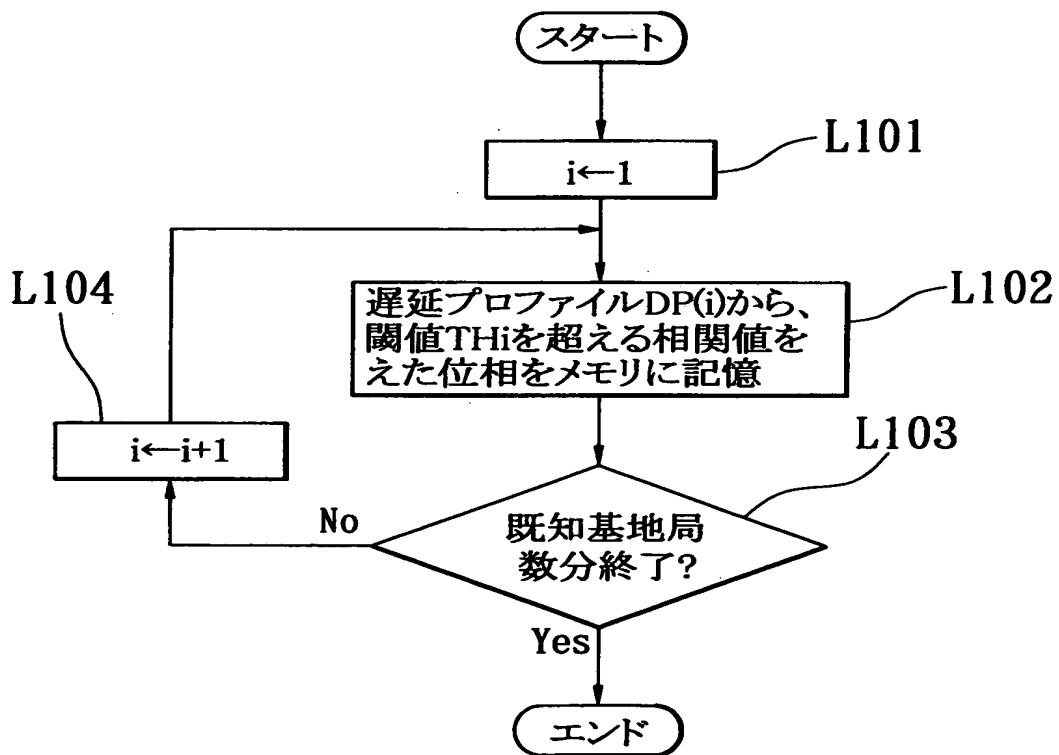 スタート
L101
i←1
L104
L102
遅延プロファイルDP(i)から、
閾値THiを超える相関値を
えた位相をメモリに記憶
i←i+1
L103
No
既知基地局
数分終了?
Yes
エンド